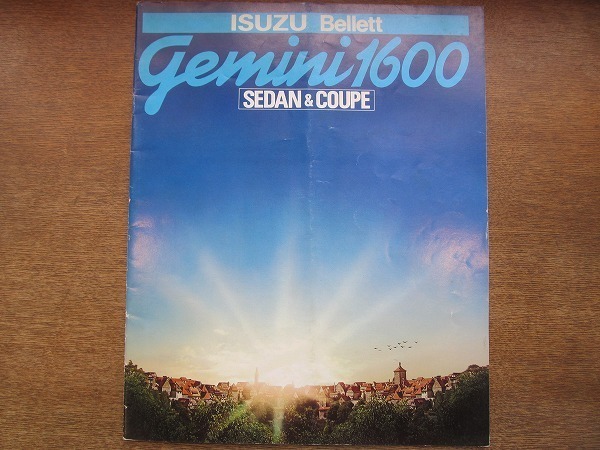 ISUZU Bellett
Gemini 1600
SEDAN & COUPE